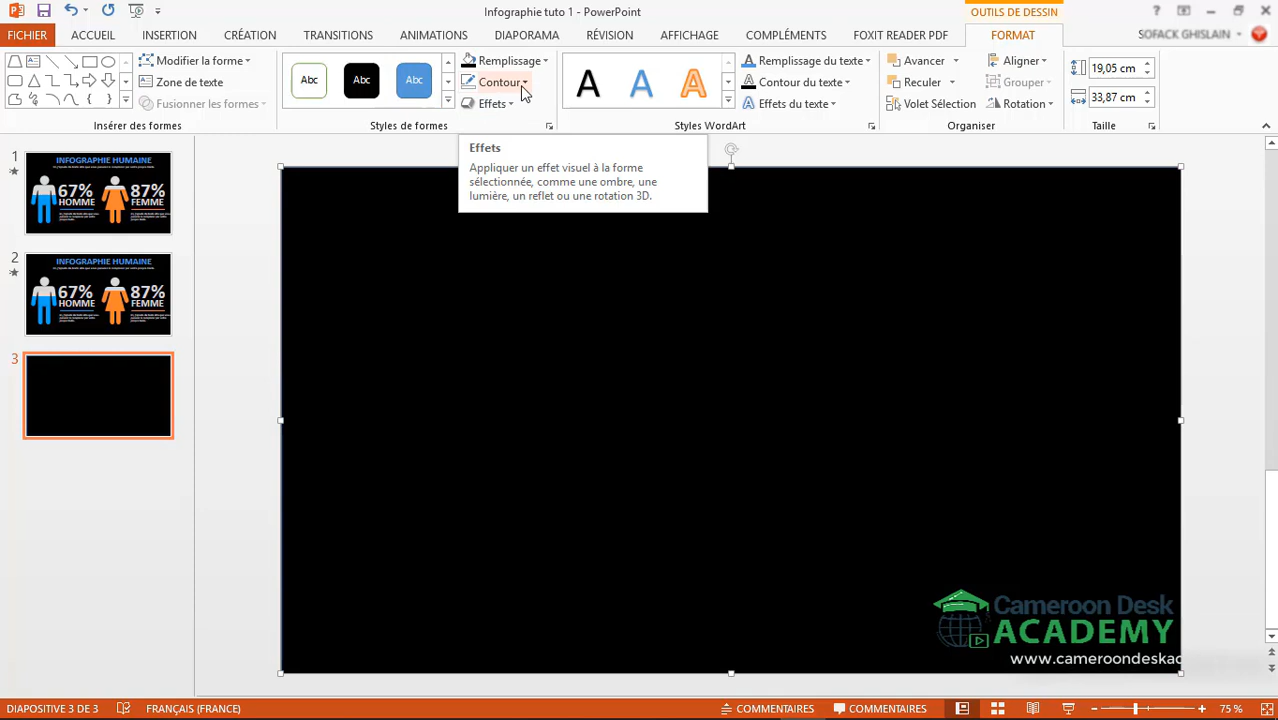 Infographie tuto 1 - PowerPoint
OUTILS DE DESSIN
FICHIER ACCUEIL INSERTION CRÉATION TRANSITIONS ANIMATIONS DIAPORAMA RÉVISION AFFICHAGE COMPLÉMENTS FOXIT READER PDF FORMAT SOFACK GHISLAIN
Modifier la forme
Zone de texte
Fusionner les formes
Insérer des formes
Abc Abc Abc
Remplissage
Contour
Effets
Styles de formes
A A A
Remplissage du texte
Contour du texte
Effets du texte
Styles WordArt
Avancer
Reculer
Volet Sélection
Aligner
Grouper
Rotation
Organiser
19,05 cm
33,87 cm
Taille
Effets
Appliquer un effet visuel à la forme
sélectionnée, comme une ombre, une
lumière, un reflet ou une rotation 3D.
1
INFOGRAPHIE HUMAINE
67% HOMME
87% FEMME
2
INFOGRAPHIE HUMAINE
67% HOMME
87% FEMME
3
Cameroon Desk
ACADEMY
www.cameroondeskac
DIAPOSITIVE 3 DE 3 FRANÇAIS (FRANCE) COMMENTAIRES COMMENTAIRES 75 %